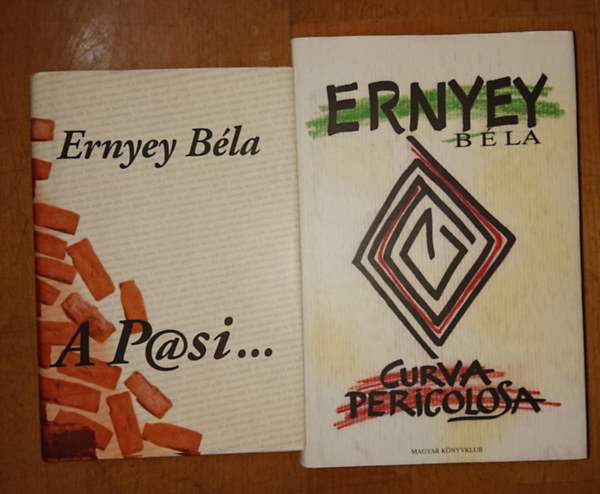 Ernyey Béla
A P@si...
ERNYEY
BÉLA
CURVA
PERICOLOSA
MAGYAR KÖNYVKLUB